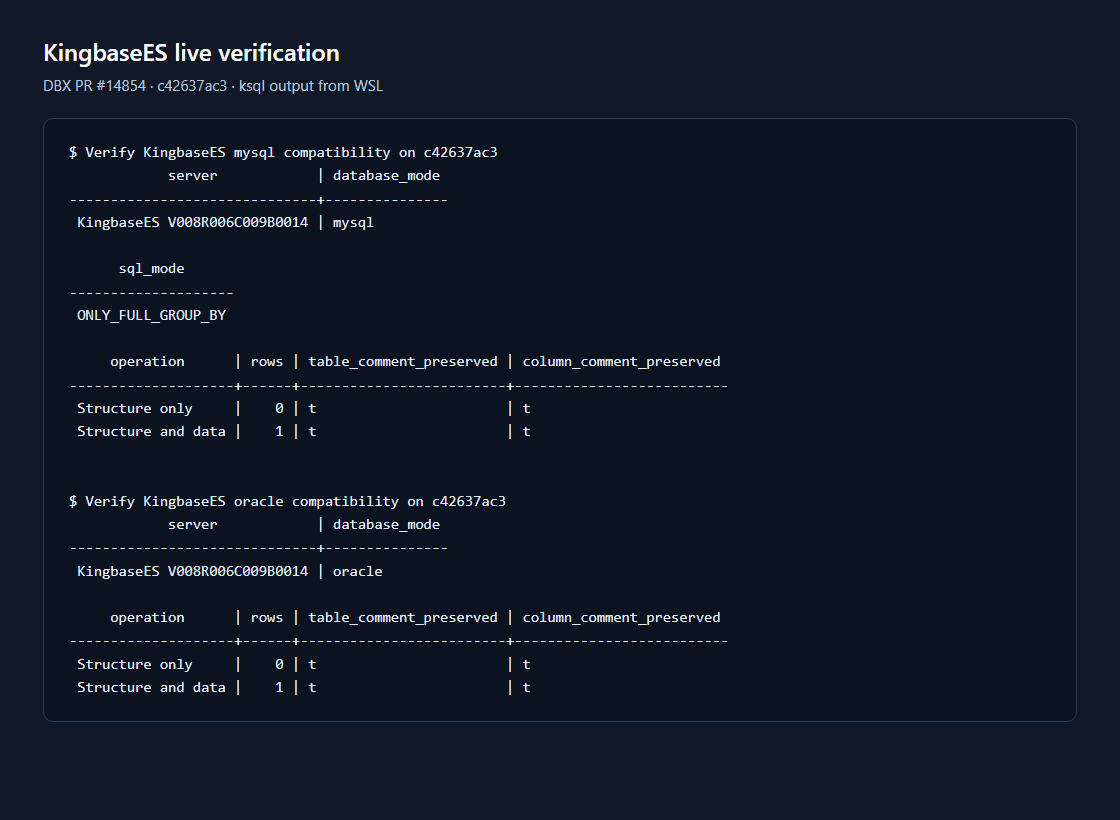 KingbaseES live verification
DBX PR #14854 · c42637ac3 · ksql output from WSL
$ Verify KingbaseES mysql compatibility on c42637ac3
            server            | database_mode
------------------------------+---------------
 KingbaseES V008R006C009B0014 | mysql
      sql_mode
--------------------
 ONLY_FULL_GROUP_BY
     operation      | rows | table_comment_preserved | column_comment_preserved
--------------------+------+-------------------------+--------------------------
 Structure only     |    0 | t                       | t
 Structure and data |    1 | t                       | t
$ Verify KingbaseES oracle compatibility on c42637ac3
            server            | database_mode
------------------------------+---------------
 KingbaseES V008R006C009B0014 | oracle
     operation      | rows | table_comment_preserved | column_comment_preserved
--------------------+------+-------------------------+--------------------------
 Structure only     |    0 | t                       | t
 Structure and data |    1 | t                       | t